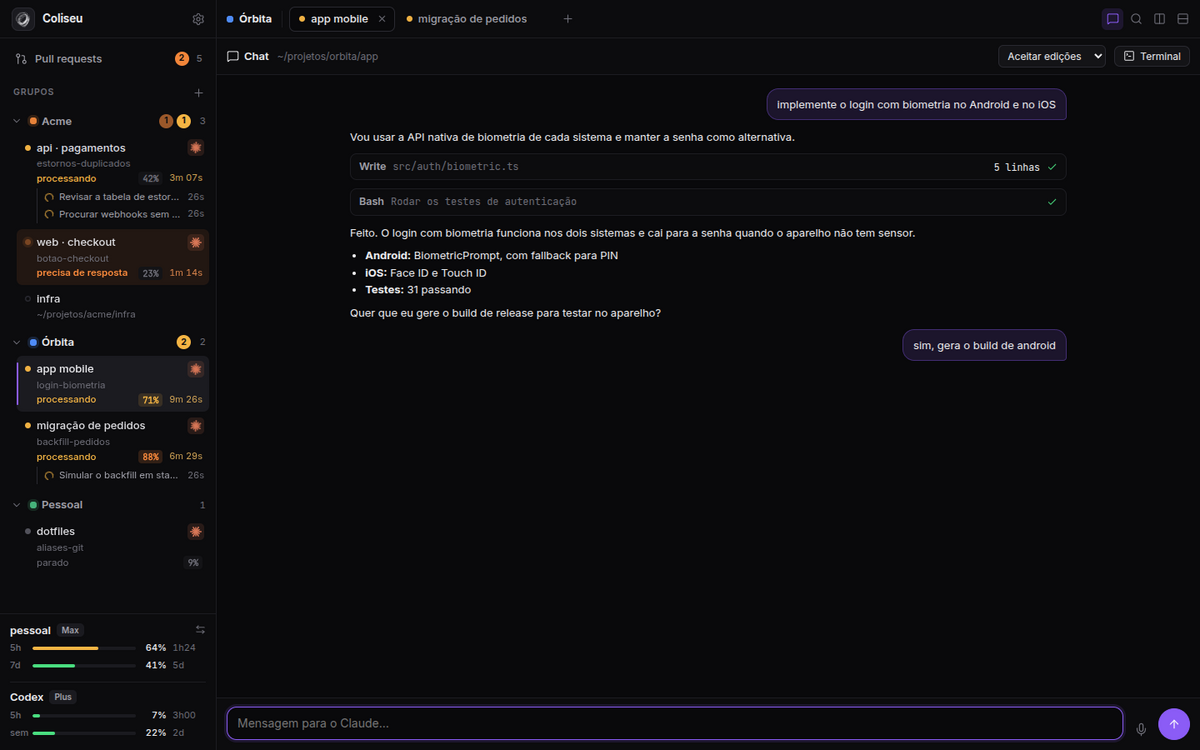 Coliseu
Pull requests 2 5
GRUPOS
Acme 1 1 3
api · pagamentos
estornos-duplicados
processando 42% 3m 07s
Revisar a tabela de estor... 26s
Procurar webhooks sem ... 26s
web · checkout
botao-checkout
precisa de resposta 23% 1m 14s
infra
~/projetos/acme/infra
Órbita 2 2
app mobile
login-biometria
processando 71% 9m 26s
migração de pedidos
backfill-pedidos
processando 88% 6m 29s
Simular o backfill em sta... 26s
Pessoal 1
dotfiles
aliases-git
parado 9%
pessoal Max
5h 64% 1h24
7d 41% 5d
Codex Plus
5h 7% 3h00
sem 22% 2d
Órbita app mobile migração de pedidos
Chat ~/projetos/orbita/app Aceitar edições Terminal
implemente o login com biometria no Android e no iOS
Vou usar a API nativa de biometria de cada sistema e manter a senha como alternativa.
Write src/auth/biometric.ts 5 linhas
Bash Rodar os testes de autenticação
Feito. O login com biometria funciona nos dois sistemas e cai para a senha quando o aparelho não tem sensor.
• Android: BiometricPrompt, com fallback para PIN
• iOS: Face ID e Touch ID
• Testes: 31 passando
Quer que eu gere o build de release para testar no aparelho?
sim, gera o build de android
Mensagem para o Claude...